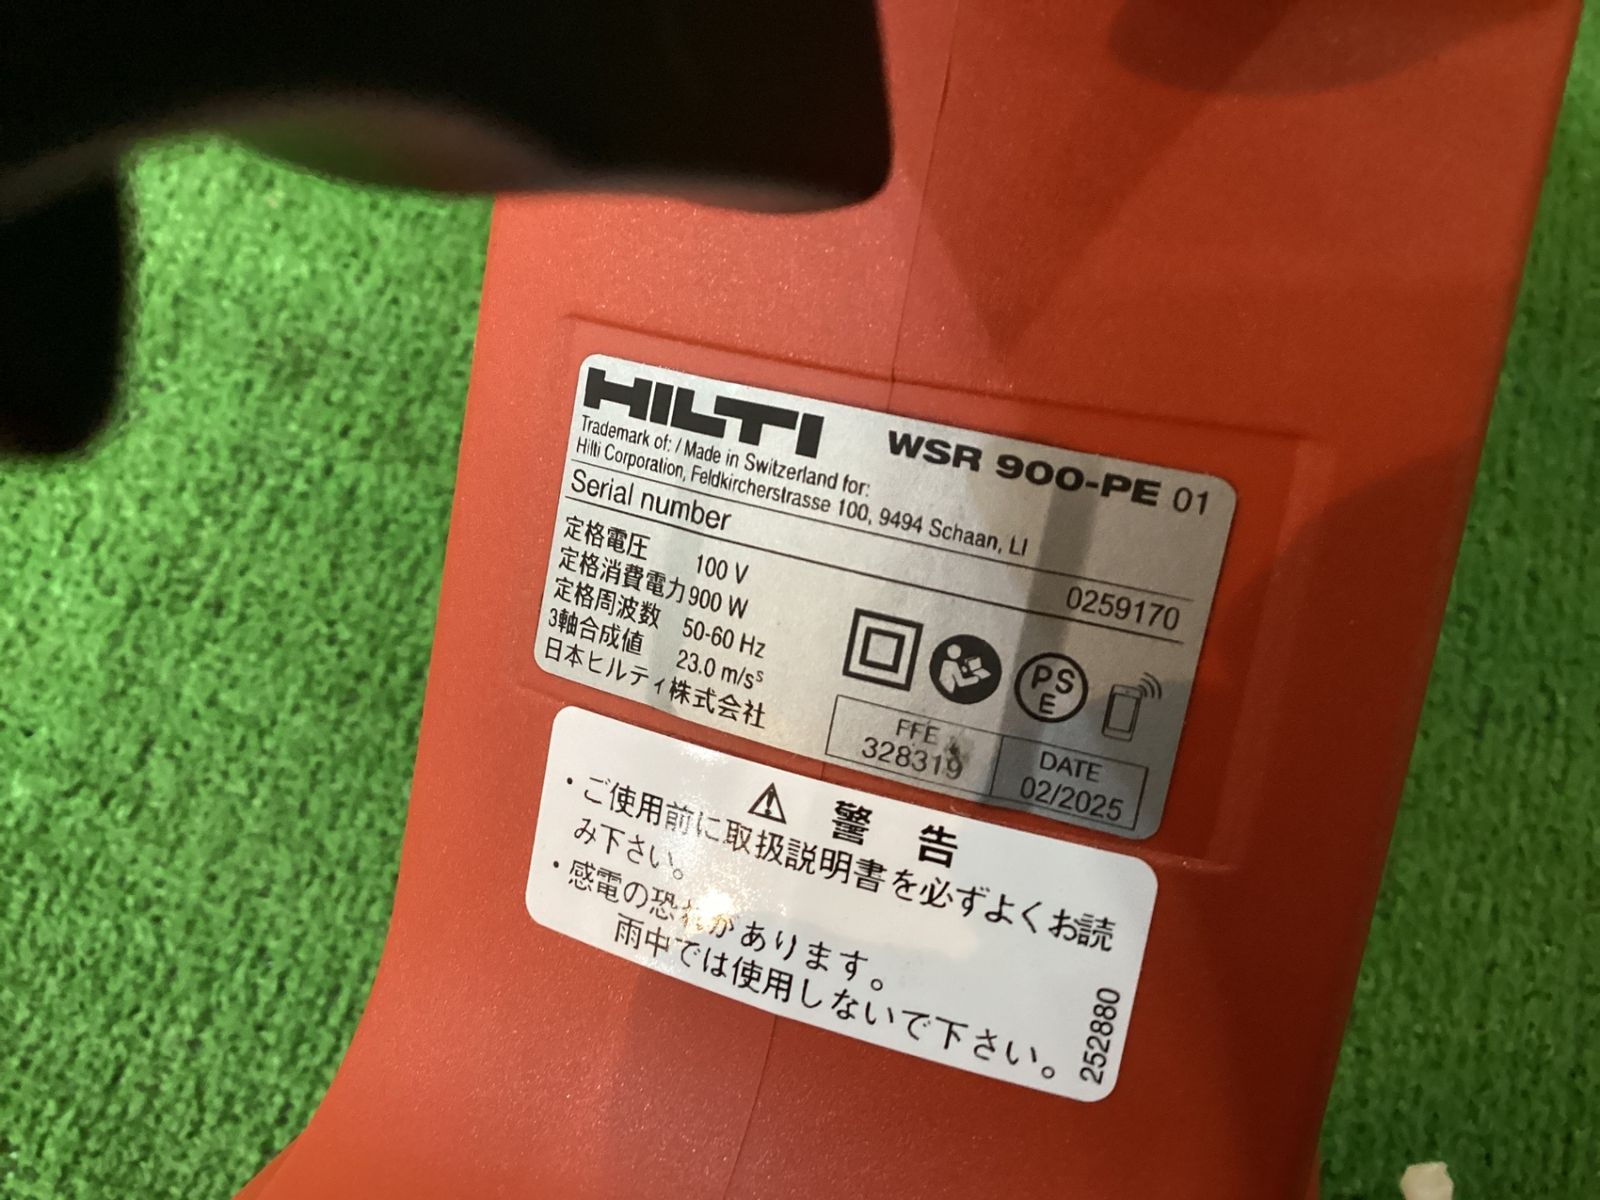 HILTI WSR 900-PE 01
Trademark of: / Made in Switzerland for:
Hilti Corporation, Feldkircherstrasse 100, 9494 Schaan, LI
Serial number 0259170
定格電圧 100 V
定格消費電力 900 W
定格周波数 50-60 Hz
3軸合成値 23.0 m/s⁵
日本ヒルティ株式会社
PS
E
FFE
328319
DATE
02/2025
警 告
・ご使用前に取扱説明書を必ずよくお読
み下さい。
・感電の恐れがあります。
雨中では使用しないで下さい。
252880